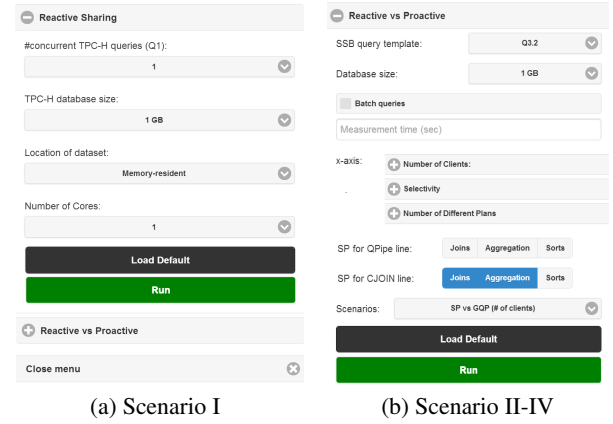 Reactive Sharing
#concurrent TPC-H queries (Q1):
1
TPC-H database size:
1 GB
Location of dataset:
Memory-resident
Number of Cores:
1
Load Default
Run
Reactive vs Proactive
Close menu
(a) Scenario I
Reactive vs Proactive
SSB query template: Q3.2
Database size: 1 GB
Batch queries
Measurement time (sec)
x-axis: Number of Clients:
Selectivity
Number of Different Plans
SP for QPipe line: Joins Aggregation Sorts
SP for CJOIN line: Joins Aggregation Sorts
Scenarios: SP vs GQP (# of clients)
Load Default
Run
(b) Scenario II-IV